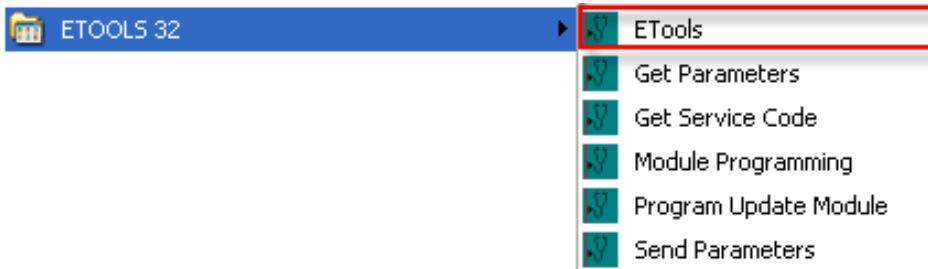 ETOOLS 32
ETools
Get Parameters
Get Service Code
Module Programming
Program Update Module
Send Parameters